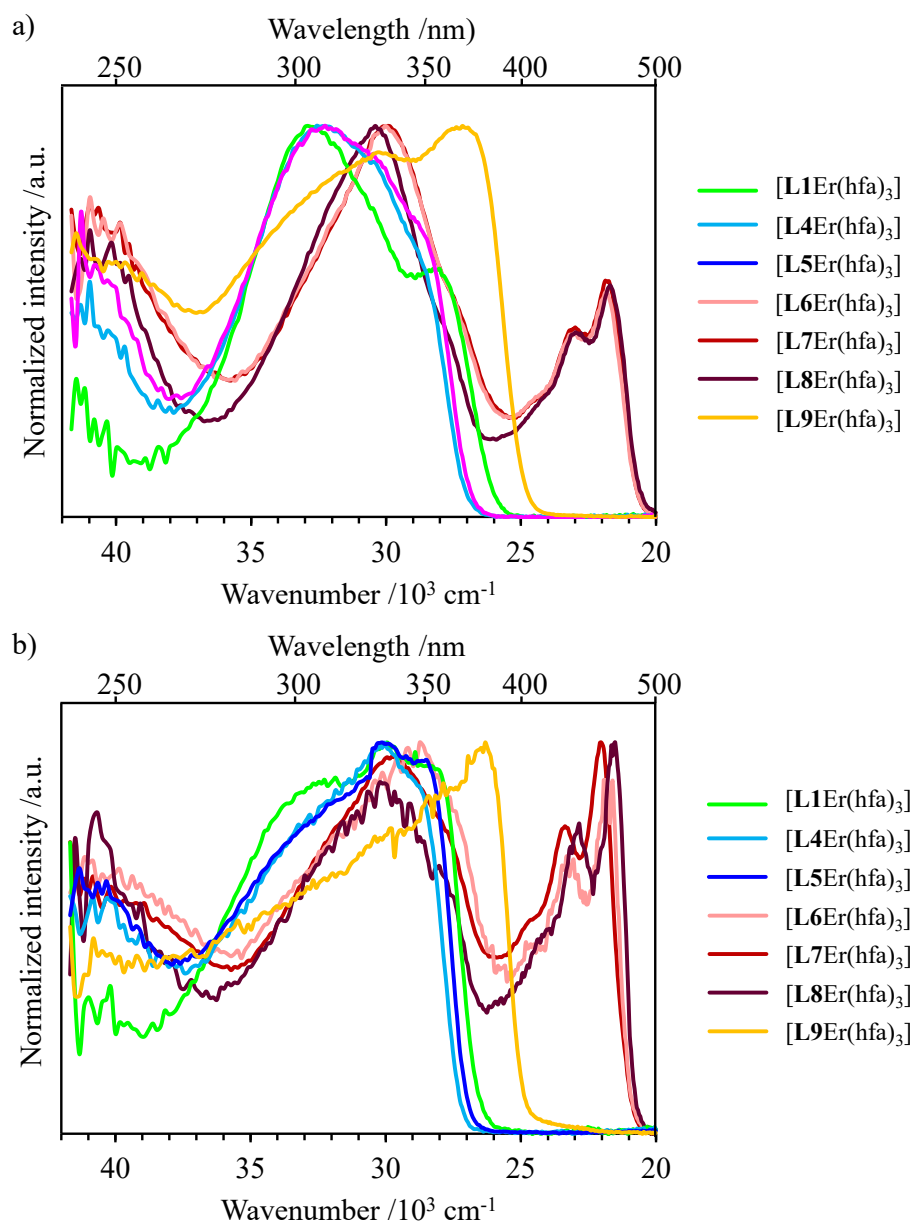 a)
Wavelength /nm)
250 300 350 400 500
Normalized intensity /a.u.
40 35 30 25 20
Wavenumber /10³ cm⁻¹
[L1Er(hfa)₃]
[L4Er(hfa)₃]
[L5Er(hfa)₃]
[L6Er(hfa)₃]
[L7Er(hfa)₃]
[L8Er(hfa)₃]
[L9Er(hfa)₃]
b)
Wavelength /nm
250 300 350 400 500
Normalized intensity /a.u.
40 35 30 25 20
Wavenumber /10³ cm⁻¹
[L1Er(hfa)₃]
[L4Er(hfa)₃]
[L5Er(hfa)₃]
[L6Er(hfa)₃]
[L7Er(hfa)₃]
[L8Er(hfa)₃]
[L9Er(hfa)₃]